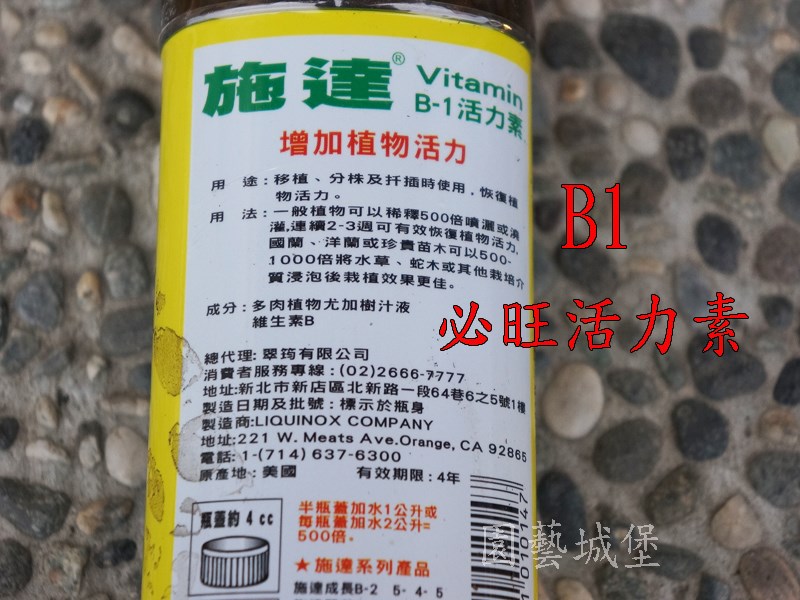 施達®
Vitamin
B-1活力素
增加植物活力
用　途：移植、分株及扦插時使用，恢復植
物活力。
用　法：一般植物可以稀釋500倍噴灑或澆
灌,連續2-3週可有效恢復植物活力,
國蘭、洋蘭或珍貴苗木可以500-
1000倍將水草、蛇木或其他栽培介
質浸泡後栽植效果更佳。
成分：多肉植物尤加樹汁液
維生素B
總代理: 翠筠有限公司
消費者服務專線：(02)2666-7777
地址:新北市新店區北新路一段64巷6之5號1樓
製造日期及批號：標示於瓶身
製造商:LIQUINOX COMPANY
地址:221 W. Meats Ave.Orange, CA 92865
電話: 1-(714) 637-6300
原產地：美國　　有效期限：4年
瓶蓋約 4 cc
半瓶蓋加水1公升或
每瓶蓋加水2公升=
500倍。
★ 施達系列產品
施達成長B-2　5- 4- 5
B1
必旺活力素
園藝城堡